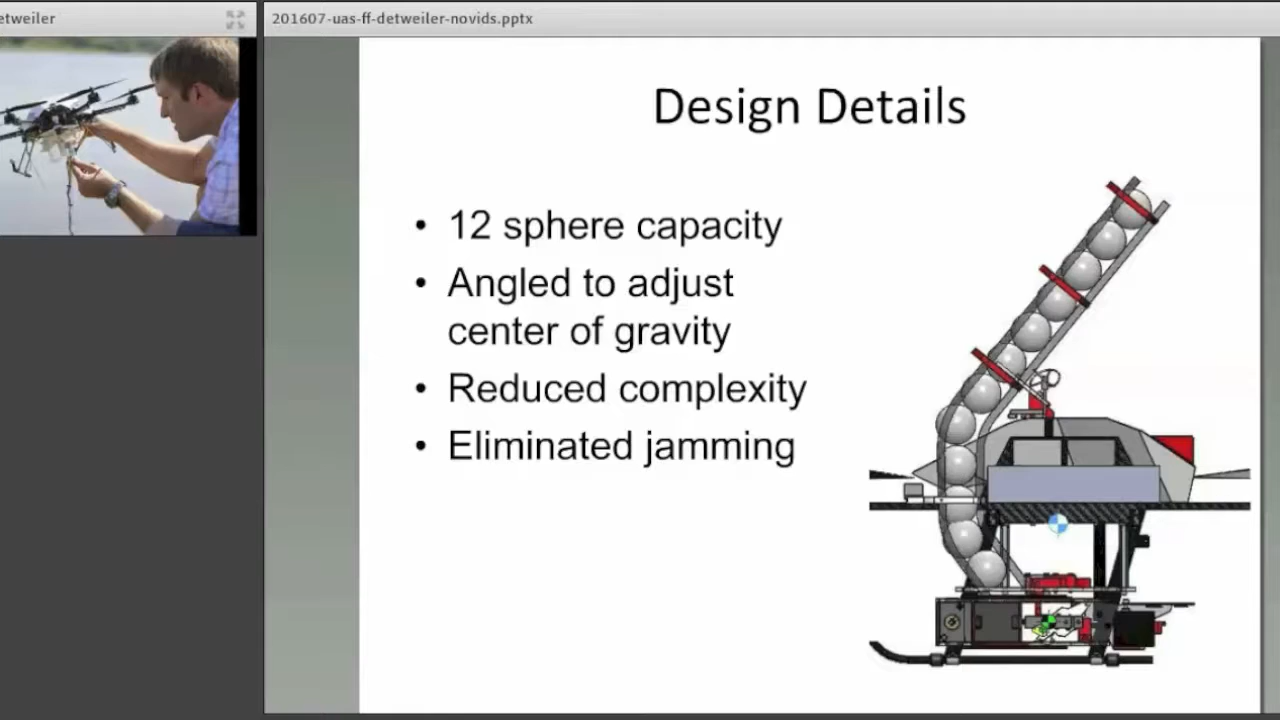 etweiler
201607-uas-ff-detweiler-novids.pptx
Design Details
• 12 sphere capacity
• Angled to adjust
center of gravity
• Reduced complexity
• Eliminated jamming